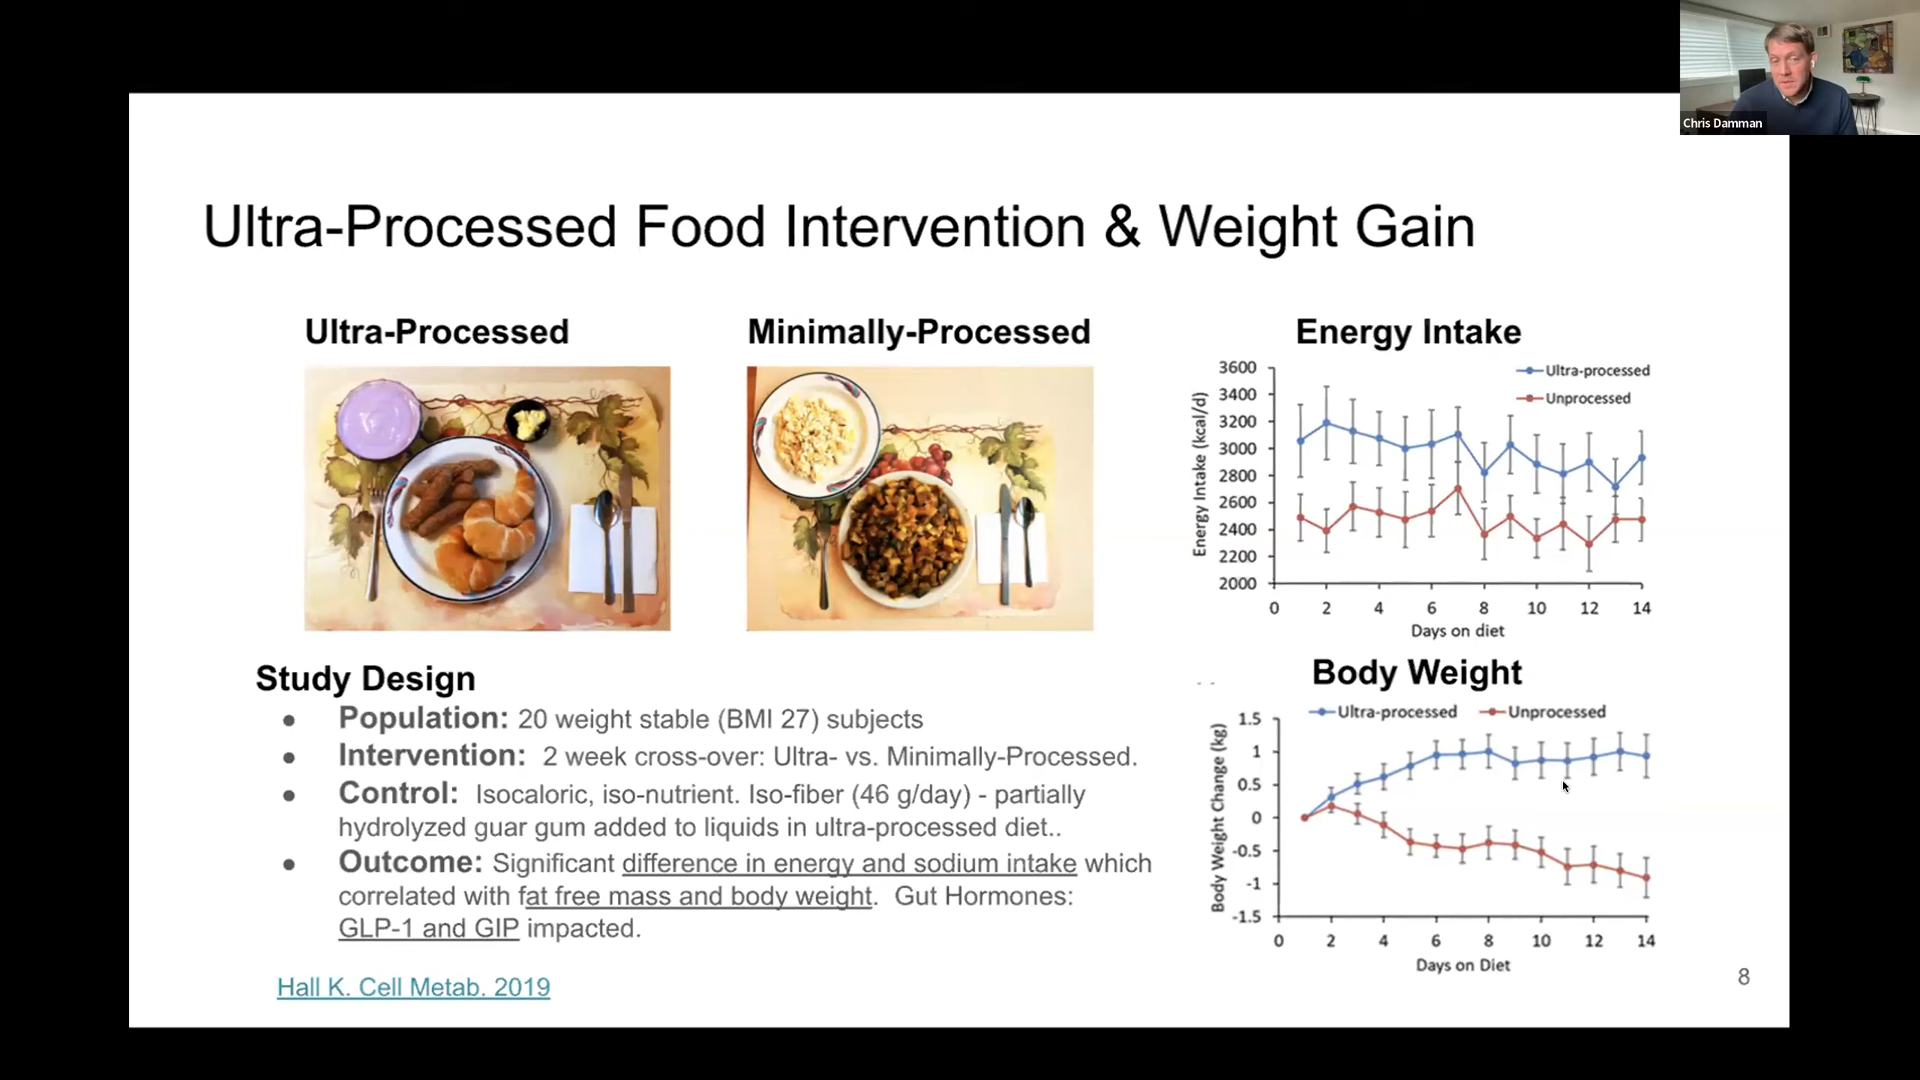 Chris Damman
Ultra-Processed Food Intervention & Weight Gain
Ultra-Processed
Minimally-Processed
Study Design
● Population: 20 weight stable (BMI 27) subjects
● Intervention: 2 week cross-over: Ultra- vs. Minimally-Processed.
● Control: Isocaloric, iso-nutrient. Iso-fiber (46 g/day) - partially
hydrolyzed guar gum added to liquids in ultra-processed diet..
● Outcome: Significant difference in energy and sodium intake which
correlated with fat free mass and body weight. Gut Hormones:
GLP-1 and GIP impacted.
Hall K. Cell Metab. 2019
Energy Intake
Ultra-processed
Unprocessed
Energy Intake (kcal/d)
3600
3400
3200
3000
2800
2600
2400
2200
2000
0 2 4 6 8 10 12 14
Days on diet
Body Weight
Ultra-processed Unprocessed
Body Weight Change (kg)
1.5
1
0.5
0
-0.5
-1
-1.5
0 2 4 6 8 10 12 14
Days on Diet
8